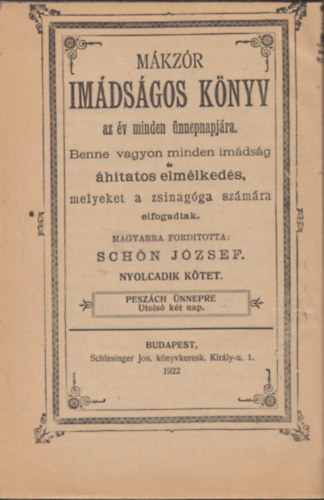 MÁKZÓR
IMÁDSÁGOS KÖNYV
az év minden ünnepnapjára.
Benne vagyon minden imádság
és
áhitatos elmélkedés,
melyeket a zsinagóga számára
elfogadtak.
MAGYARRA FORDITOTTA:
SCHÖN JÓZSEF.
NYOLCADIK KÖTET.
PESZÁCH ÜNNEPRE
Utolsó két nap.
BUDAPEST,
Schlesinger Jos. könyvkeresk. Király-u. 1.
1922